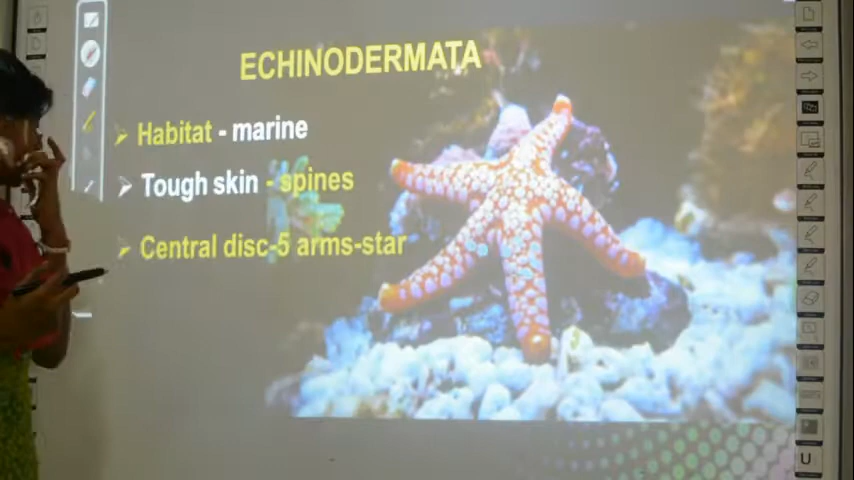 ECHINODERMATA
Habitat - marine
Tough skin - spines
Central disc-5 arms-star
U